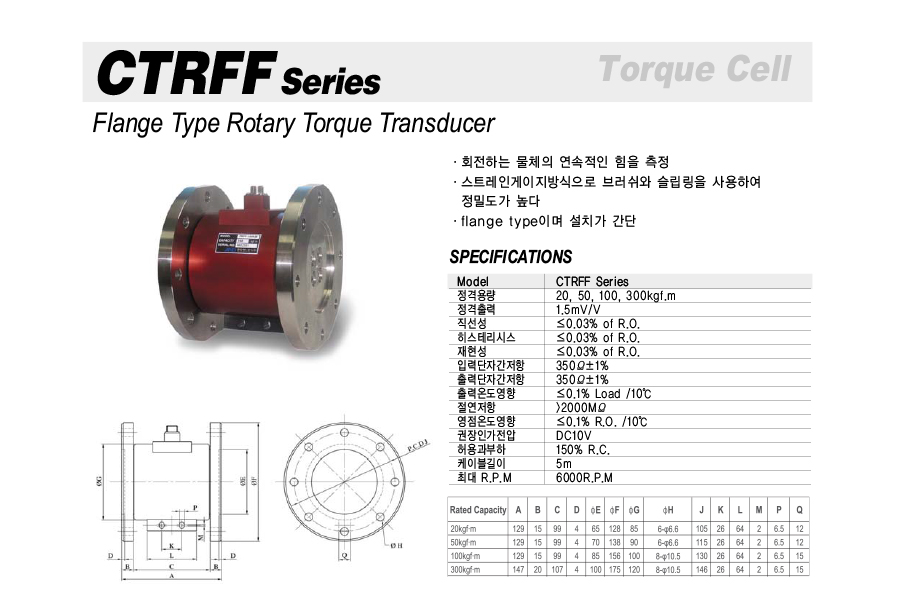 CTRFF Series
Torque Cell
Flange Type Rotary Torque Transducer
· 회전하는 물체의 연속적인 힘을 측정
· 스트레인게이지방식으로 브러쉬와 슬립링을 사용하여
정밀도가 높다
· flange type이며 설치가 간단
SPECIFICATIONS
Model CTRFF Series
정격용량 20, 50, 100, 300kgf.m
정격출력 1.5mV/V
직선성 ≤0.03% of R.O.
히스테리시스 ≤0.03% of R.O.
재현성 ≤0.03% of R.O.
입력단자간저항 350Ω±1%
출력단자간저항 350Ω±1%
출력온도영향 ≤0.1% Load /10℃
절연저항 >2000MΩ
영점온도영향 ≤0.1% R.O. /10℃
권장인가전압 DC10V
허용과부하 150% R.C.
케이블길이 5m
최대 R.P.M 6000R.P.M
P.C.D J
ØG ØE ØF
P
M
K
L
D D
B C B
A
Q
Ø H
Rated Capacity A B C D ϕE ϕF ϕG ϕH J K L M P Q
20kgf·m 129 15 99 4 65 128 85 6-φ6.6 105 26 64 2 6.5 12
50kgf·m 129 15 99 4 70 138 90 6-φ6.6 115 26 64 2 6.5 12
100kgf·m 129 15 99 4 85 156 100 8-φ10.5 130 26 64 2 6.5 15
300kgf·m 147 20 107 4 100 175 120 8-φ10.5 146 26 64 2 6.5 15